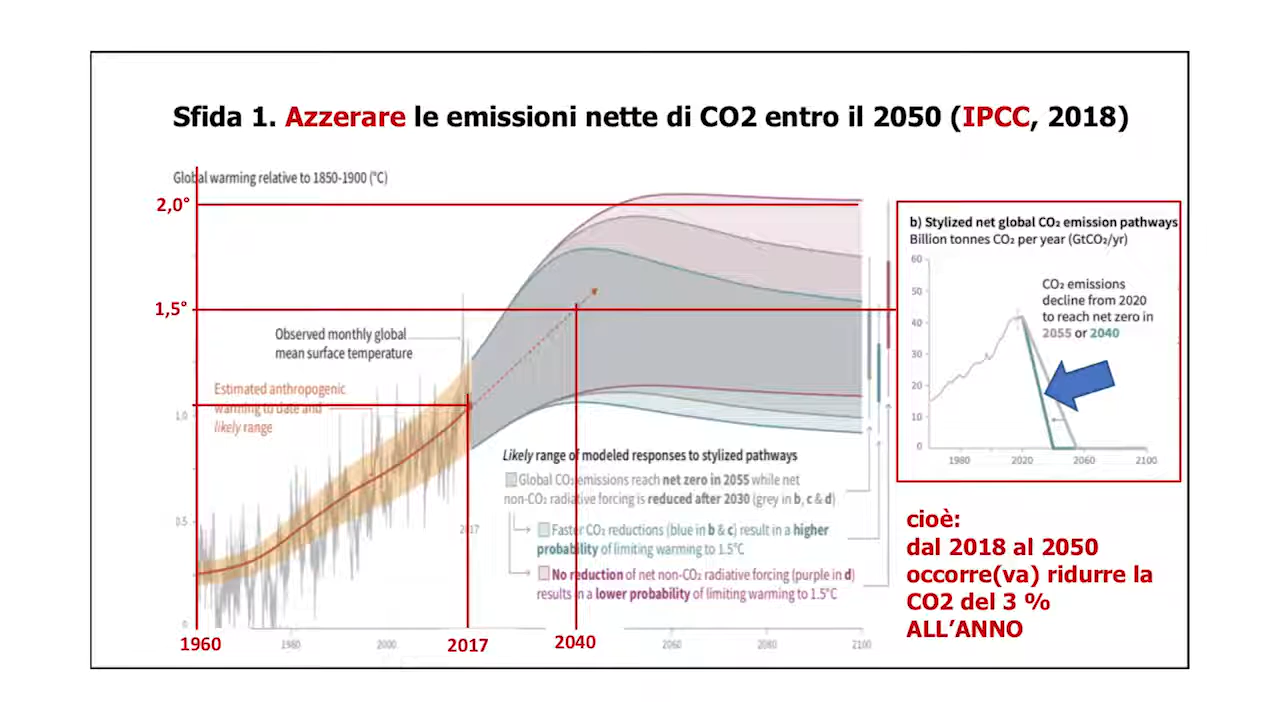 Sfida 1. Azzerare le emissioni nette di CO2 entro il 2050 (IPCC, 2018)
Global warming relative to 1850-1900 (°C)
2,0°
1,5°
1.0
0.5
0
Observed monthly global
mean surface temperature
Estimated anthropogenic
warming to date and
likely range
2017
Likely range of modeled responses to stylized pathways
Global CO₂ emissions reach net zero in 2055 while net
non-CO₂ radiative forcing is reduced after 2030 (grey in b, c & d)
Faster CO₂ reductions (blue in b & c) result in a higher
probability of limiting warming to 1.5°C
No reduction of net non-CO₂ radiative forcing (purple in d)
results in a lower probability of limiting warming to 1.5°C
1960
1980
2000
2017
2040
2060
2080
2100
b) Stylized net global CO₂ emission pathways
Billion tonnes CO₂ per year (GtCO₂/yr)
60
50
40
30
20
10
0
CO₂ emissions
decline from 2020
to reach net zero in
2055 or 2040
1980
2020
2060
2100
cioè:
dal 2018 al 2050
occorre(va) ridurre la
CO2 del 3 %
ALL’ANNO